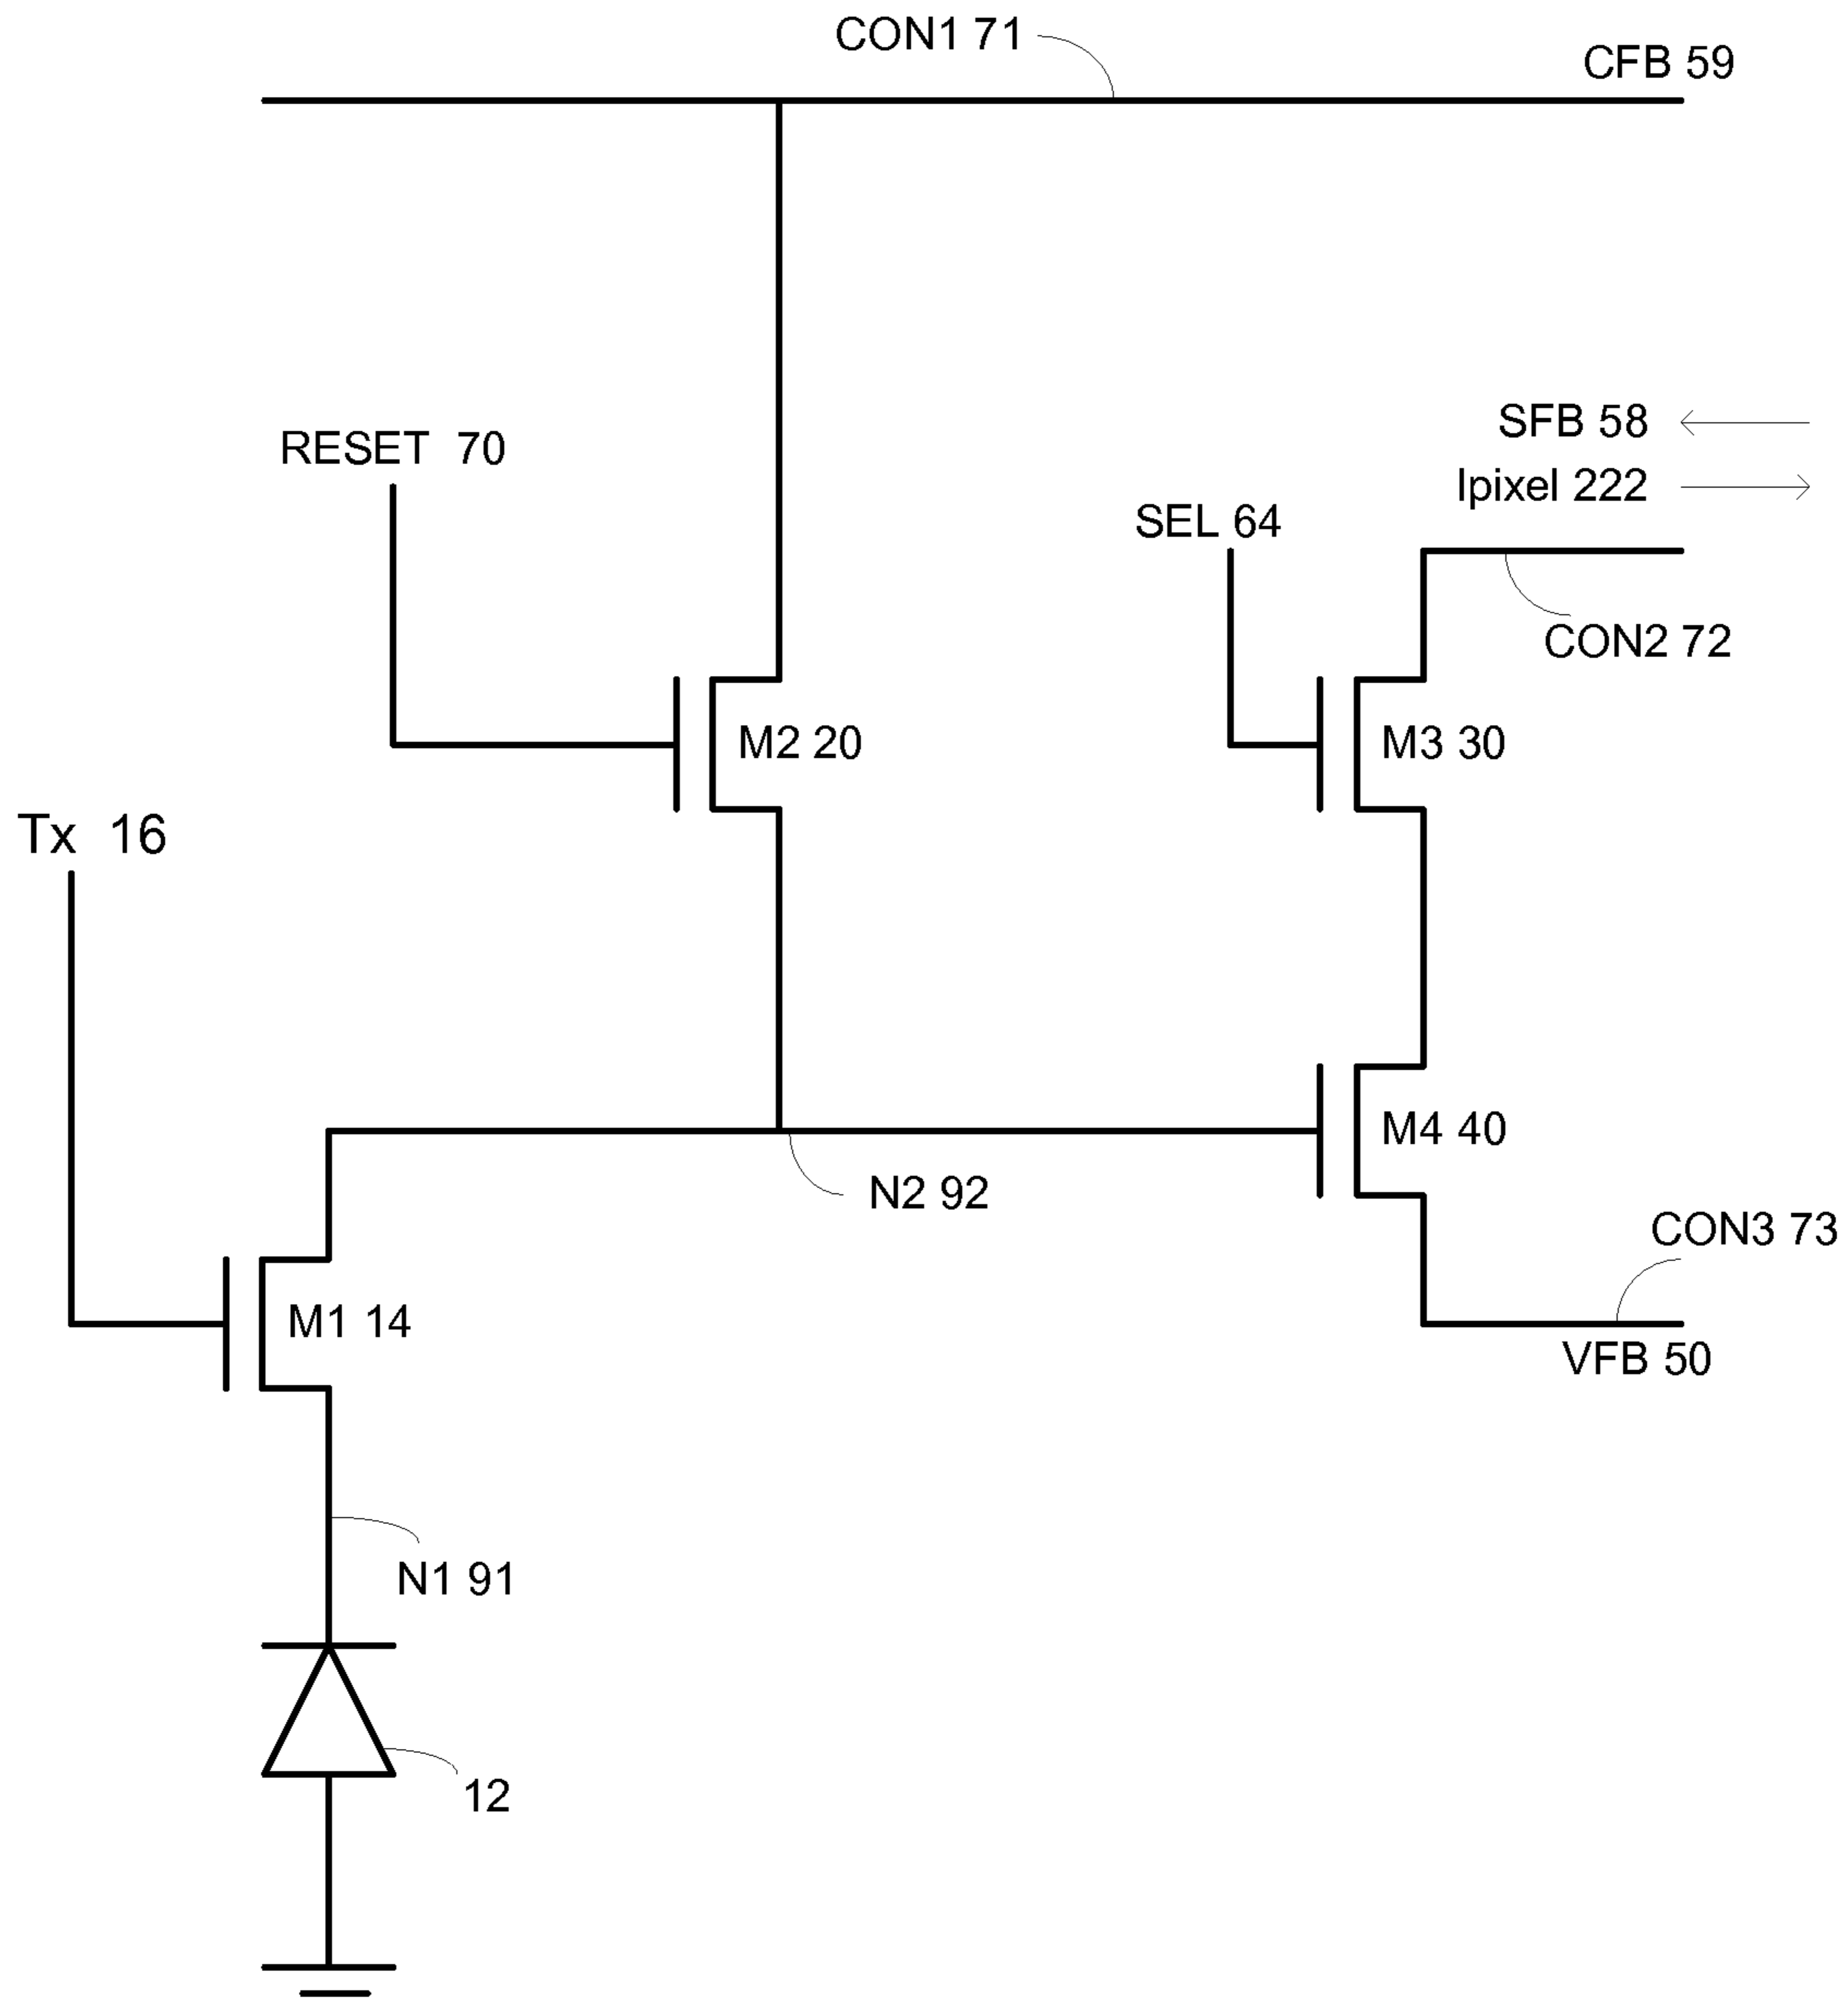 CON1 71
CFB 59
SFB 58
RESET 70
Ipixel 222
SEL 64
CON2 72
M2 20
M3 30
Tx 16
M4 40
N2 92
CON3 73
M1 14
VFB 50
N1 91
12